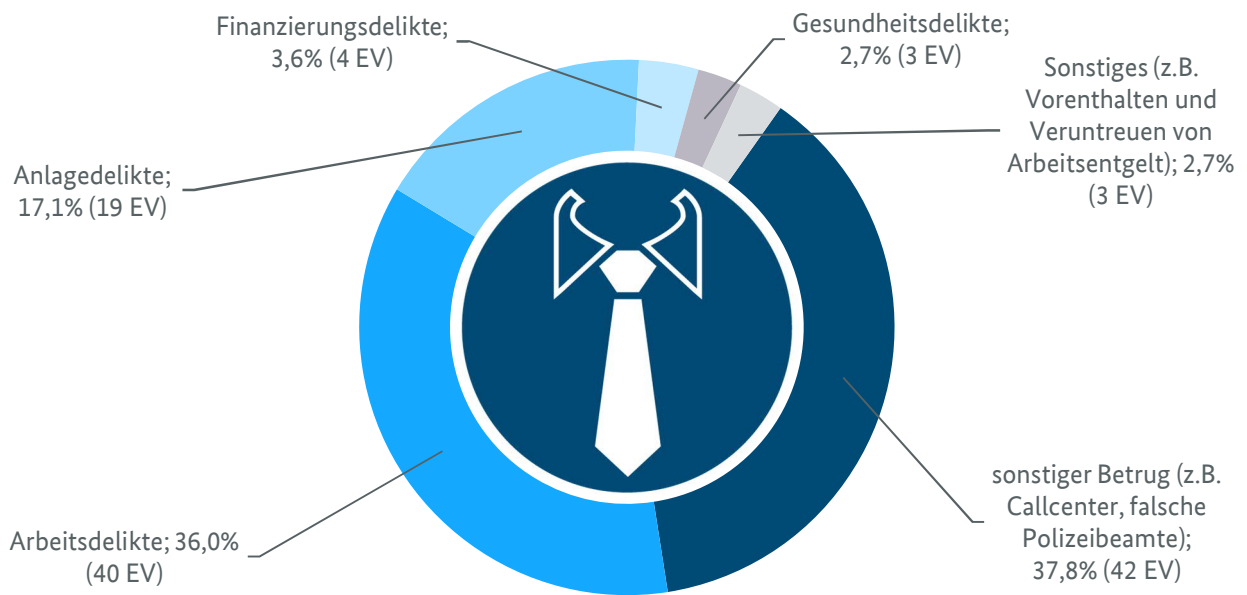 Finanzierungsdelikte;
3,6% (4 EV)
Gesundheitsdelikte;
2,7% (3 EV)
Sonstiges (z.B.
Vorenthalten und
Veruntreuen von
Arbeitsentgelt); 2,7%
(3 EV)
Anlagedelikte;
17,1% (19 EV)
sonstiger Betrug (z.B.
Callcenter, falsche
Polizeibeamte);
37,8% (42 EV)
Arbeitsdelikte; 36,0%
(40 EV)